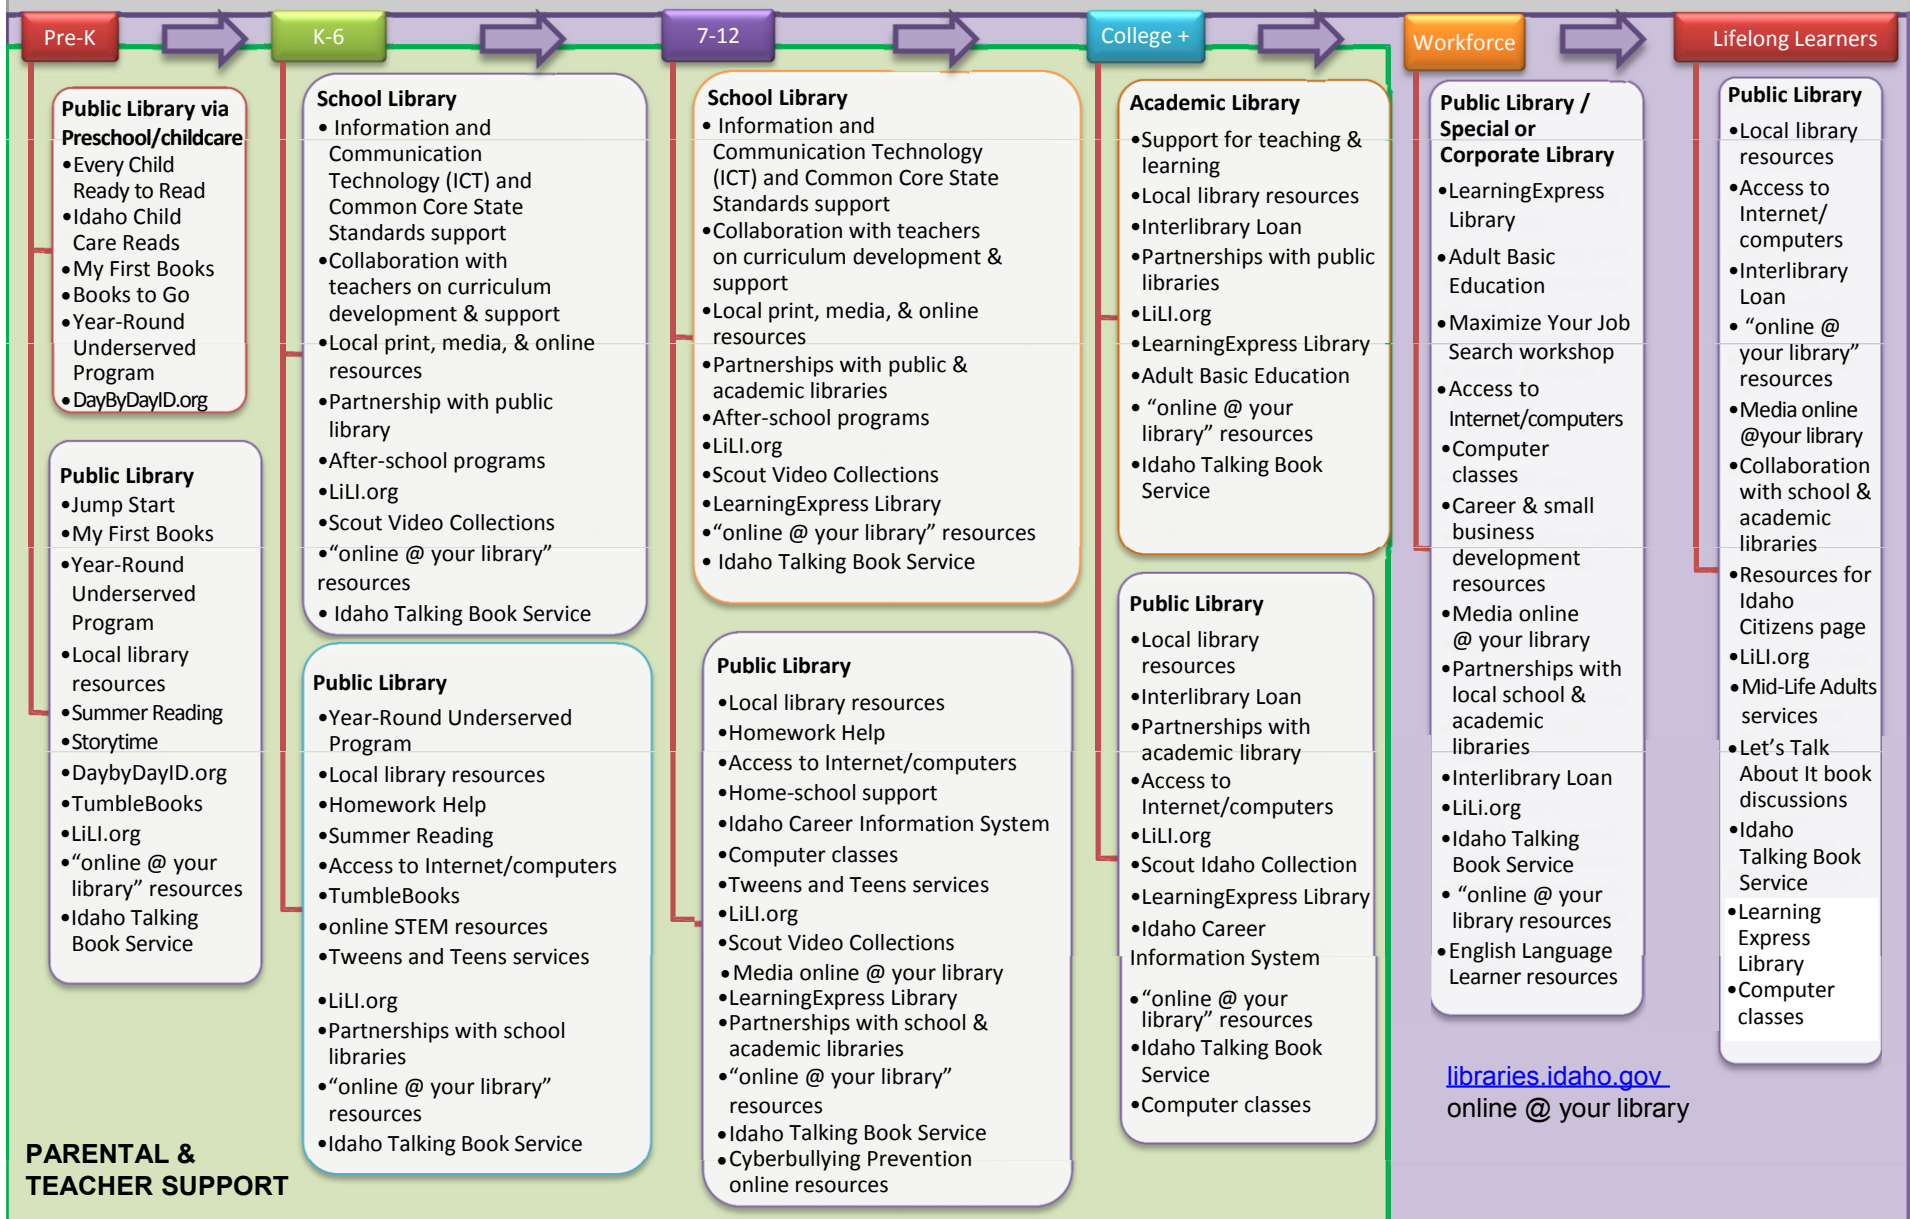 Pre-K
K-6
7-12
College +
Workforce
Lifelong Learners
Public Library via
Preschool/childcare
•Every Child
Ready to Read
•Idaho Child
Care Reads
•My First Books
•Books to Go
•Year-Round
Underserved
Program
•DayByDayID.org
Public Library
•Jump Start
•My First Books
•Year-Round
Underserved
Program
•Local library
resources
•Summer Reading
•Storytime
•DaybyDayID.org
•TumbleBooks
•LiLI.org
•“online @ your
library” resources
•Idaho Talking
Book Service
School Library
• Information and
Communication
Technology (ICT) and
Common Core State
Standards support
•Collaboration with
teachers on curriculum
development & support
•Local print, media, & online
resources
•Partnership with public
library
•After-school programs
•LiLI.org
•Scout Video Collections
•“online @ your library”
resources
• Idaho Talking Book Service
Public Library
•Year-Round Underserved
Program
•Local library resources
•Homework Help
•Summer Reading
•Access to Internet/computers
•TumbleBooks
•online STEM resources
•Tweens and Teens services
•LiLI.org
•Partnerships with school
libraries
•“online @ your library”
resources
•Idaho Talking Book Service
School Library
• Information and
Communication Technology
(ICT) and Common Core State
Standards support
•Collaboration with teachers
on curriculum development &
support
•Local print, media, & online
resources
•Partnerships with public &
academic libraries
•After-school programs
•LiLI.org
•Scout Video Collections
•LearningExpress Library
•“online @ your library” resources
• Idaho Talking Book Service
Public Library
•Local library resources
•Homework Help
•Access to Internet/computers
•Home-school support
•Idaho Career Information System
•Computer classes
•Tweens and Teens services
•LiLI.org
•Scout Video Collections
•Media online @ your library
•LearningExpress Library
•Partnerships with school &
academic libraries
•“online @ your library”
resources
•Idaho Talking Book Service
•Cyberbullying Prevention
online resources
Academic Library
•Support for teaching &
learning
•Local library resources
•Interlibrary Loan
•Partnerships with public
libraries
•LiLI.org
•LearningExpress Library
•Adult Basic Education
• “online @ your
library” resources
•Idaho Talking Book
Service
Public Library
•Local library
resources
•Interlibrary Loan
•Partnerships with
academic library
•Access to
Internet/computers
•LiLI.org
•Scout Idaho Collection
•LearningExpress Library
•Idaho Career
Information System
•“online @ your
library” resources
•Idaho Talking Book
Service
•Computer classes
Public Library /
Special or
Corporate Library
•LearningExpress
Library
•Adult Basic
Education
•Maximize Your Job
Search workshop
•Access to
Internet/computers
•Computer
classes
•Career & small
business
development
resources
•Media online
@ your library
•Partnerships with
local school &
academic
libraries
•Interlibrary Loan
•LiLi.org
•Idaho Talking
Book Service
• “online @ your
library resources
•English Language
Learner resources
Public Library
•Local library
resources
•Access to
Internet/
computers
•Interlibrary
Loan
• “online @
your library”
resources
•Media online
@your library
•Collaboration
with school &
academic
libraries
•Resources for
Idaho
Citizens page
•LiLI.org
•Mid-Life Adults
services
•Let’s Talk
About It book
discussions
•Idaho
Talking Book
Service
•Learning
Express
Library
•Computer
classes
libraries.idaho.gov
online @ your library
PARENTAL &
TEACHER SUPPORT